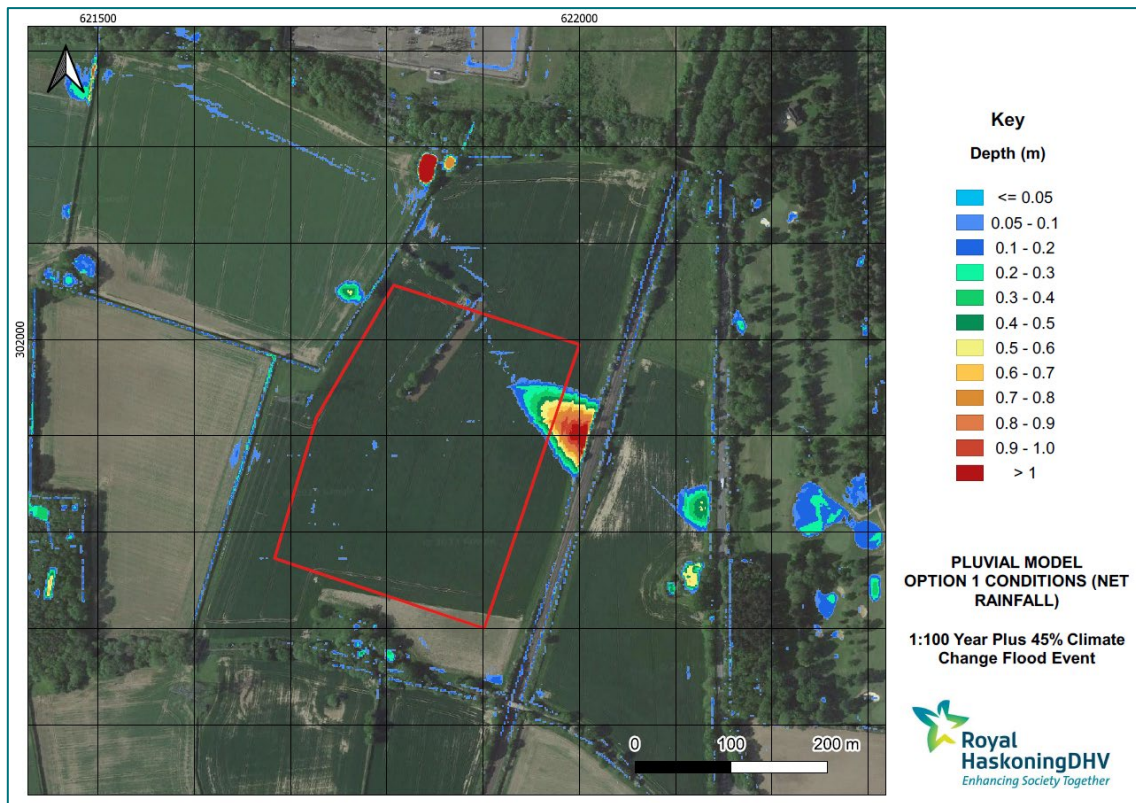 621500
622000
302000
Key
Depth (m)
<= 0.05
0.05 - 0.1
0.1 - 0.2
0.2 - 0.3
0.3 - 0.4
0.4 - 0.5
0.5 - 0.6
0.6 - 0.7
0.7 - 0.8
0.8 - 0.9
0.9 - 1.0
> 1
PLUVIAL MODEL
OPTION 1 CONDITIONS (NET
RAINFALL)
1:100 Year Plus 45% Climate
Change Flood Event
0 100 200 m
Royal
HaskoningDHV
Enhancing Society Together